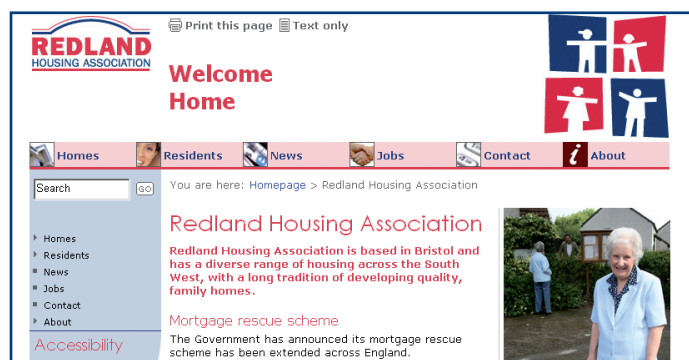 REDLAND
HOUSING ASSOCIATION
Print this page Text only
Welcome
Home
Homes Residents News Jobs Contact i About
Search GO
You are here: Homepage > Redland Housing Association
Homes
Residents
News
Jobs
Contact
About
Accessibility
Redland Housing Association
Redland Housing Association is based in Bristol and
has a diverse range of housing across the South
West, with a long tradition of developing quality,
family homes.
Mortgage rescue scheme
The Government has announced its mortgage rescue
scheme has been extended across England.